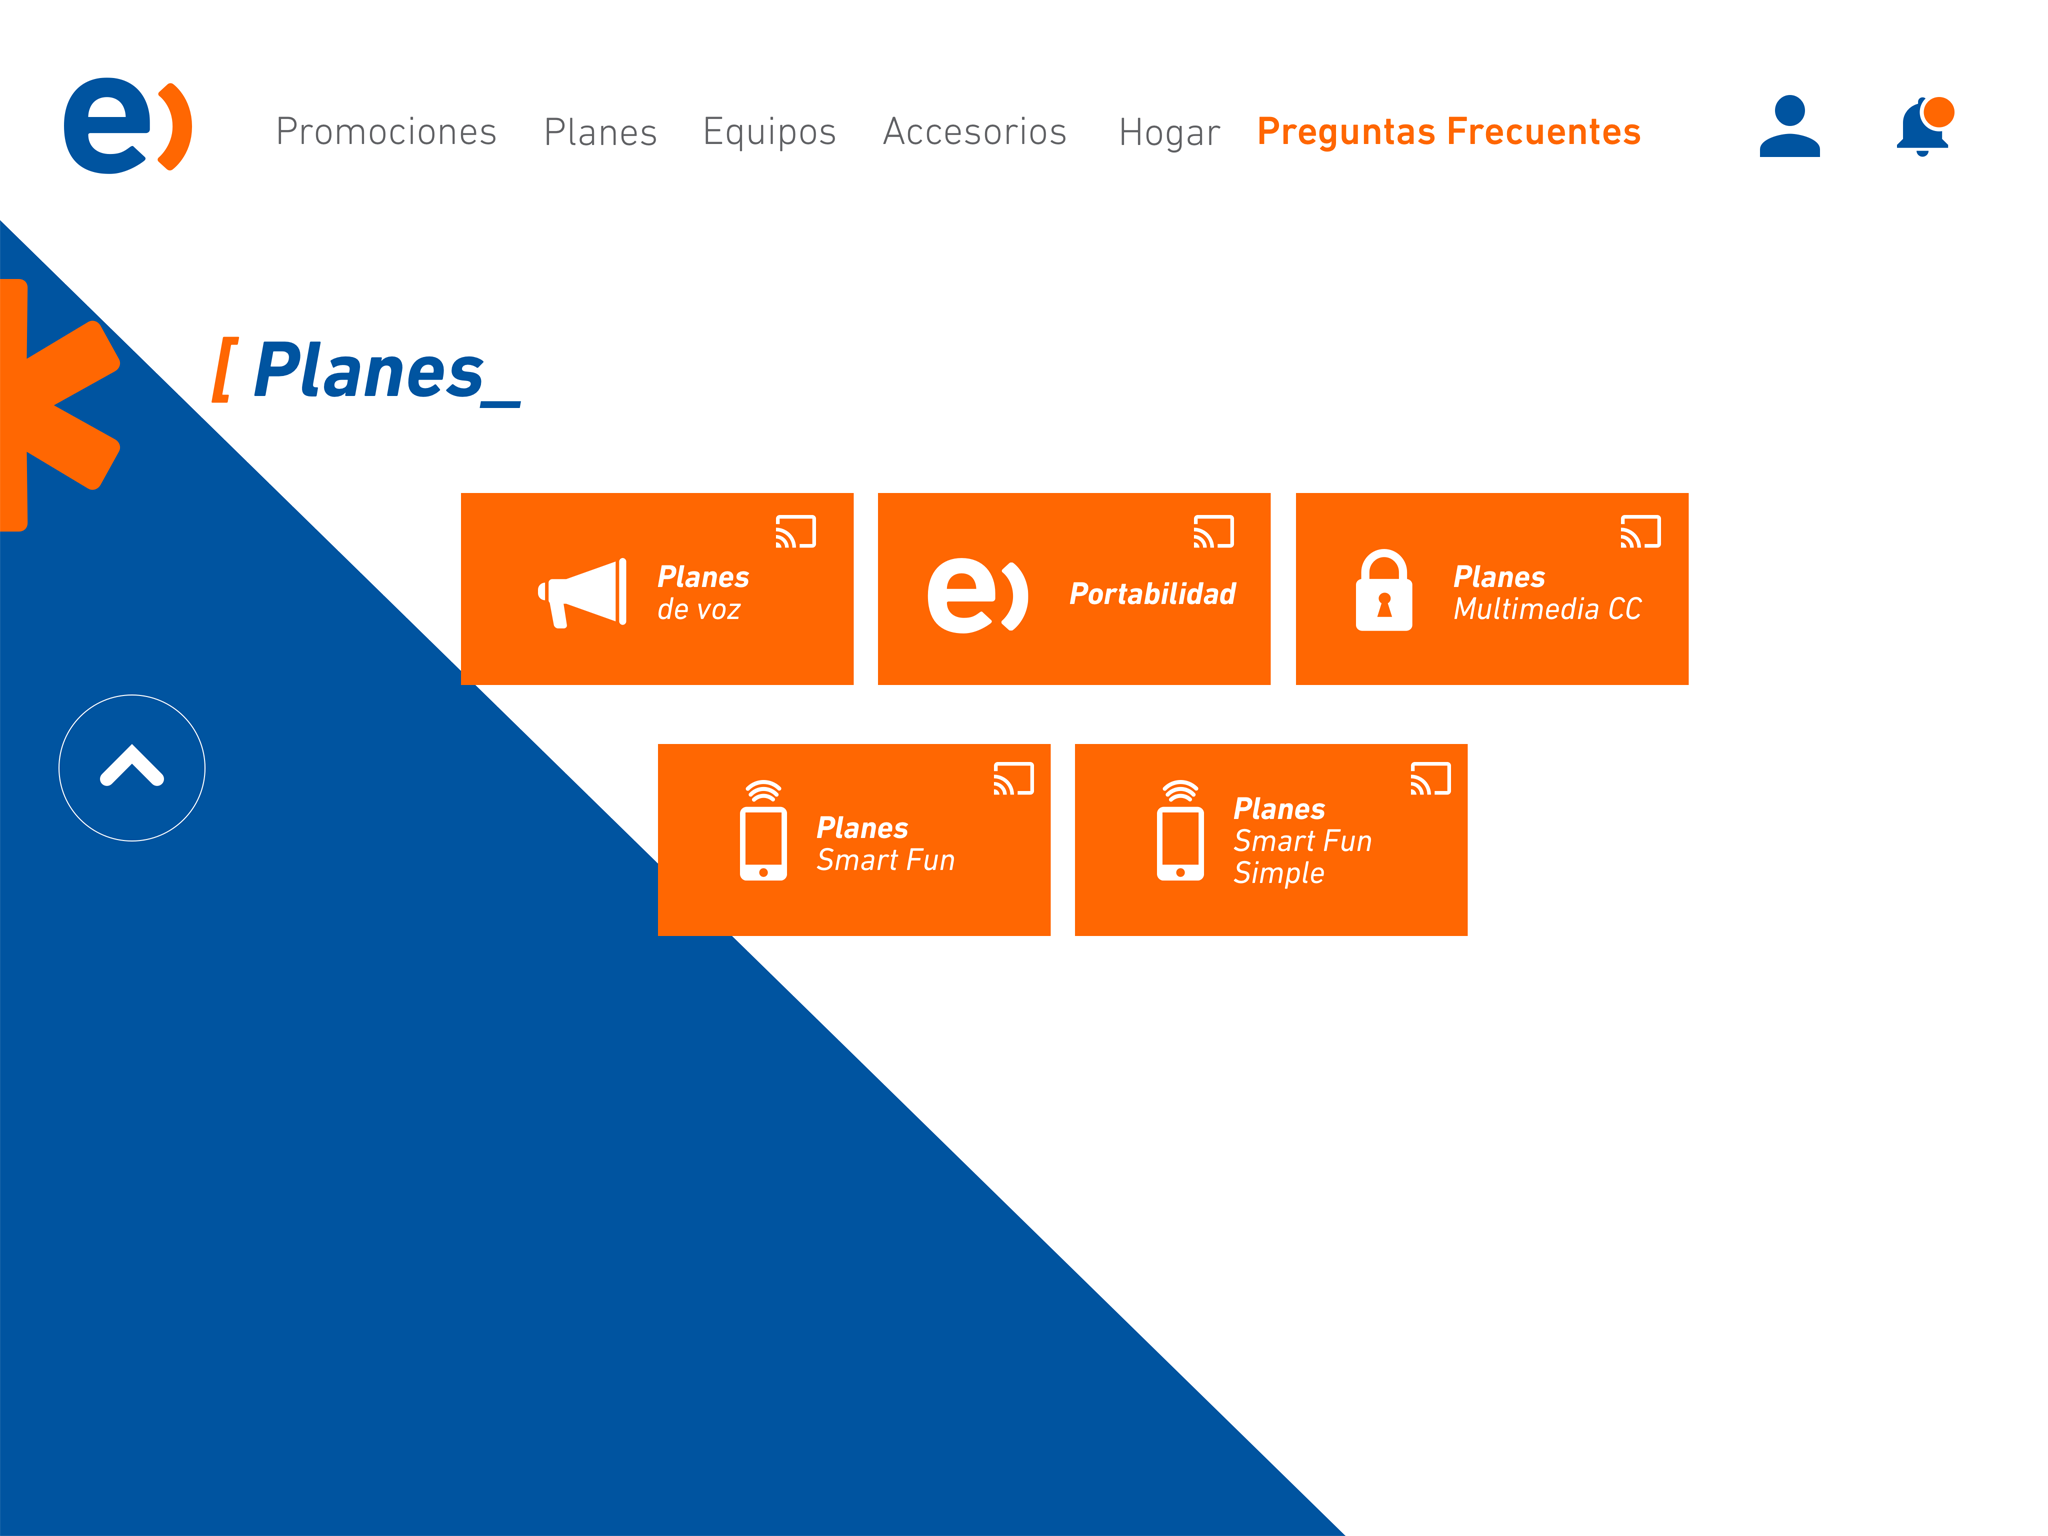 e)
Promociones Planes Equipos Accesorios Hogar Preguntas Frecuentes
[ Planes_
Planes
de voz
e)
Portabilidad
Planes
Multimedia CC
Planes
Smart Fun
Planes
Smart Fun
Simple